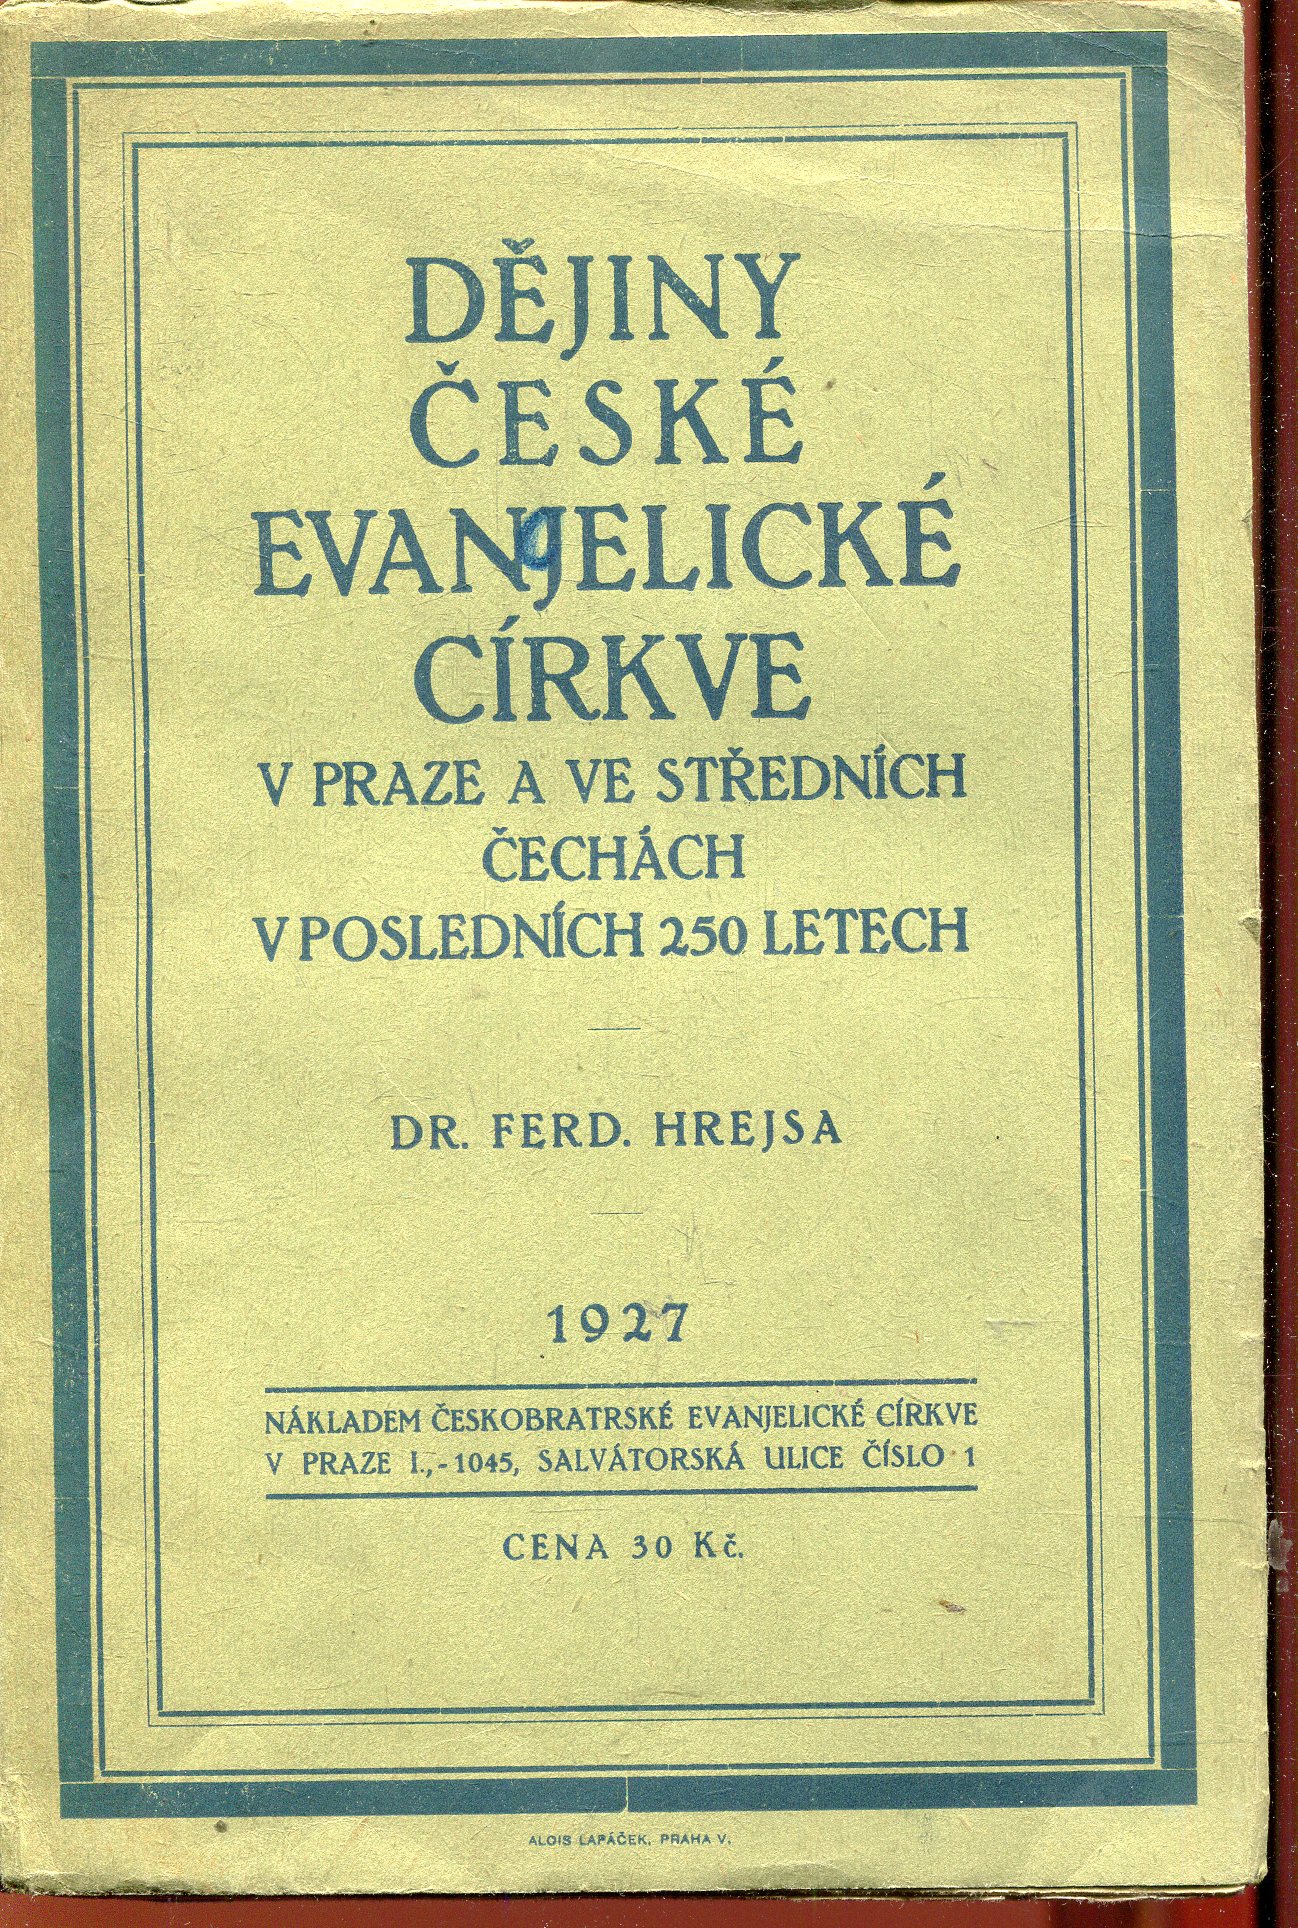 DĚJINY
ČESKÉ
EVANJELICKÉ
CÍRKVE
V PRAZE A VE STŘEDNÍCH
ČECHÁCH
V POSLEDNÍCH 250 LETECH
DR. FERD. HREJSA
1927
NÁKLADEM ČESKOBRATRSKÉ EVANJELICKÉ CÍRKVE
V PRAZE I.,-1045, SALVÁTORSKÁ ULICE ČÍSLO 1
CENA 30 Kč.
ALOIS LAPÁČEK, PRAHA V.